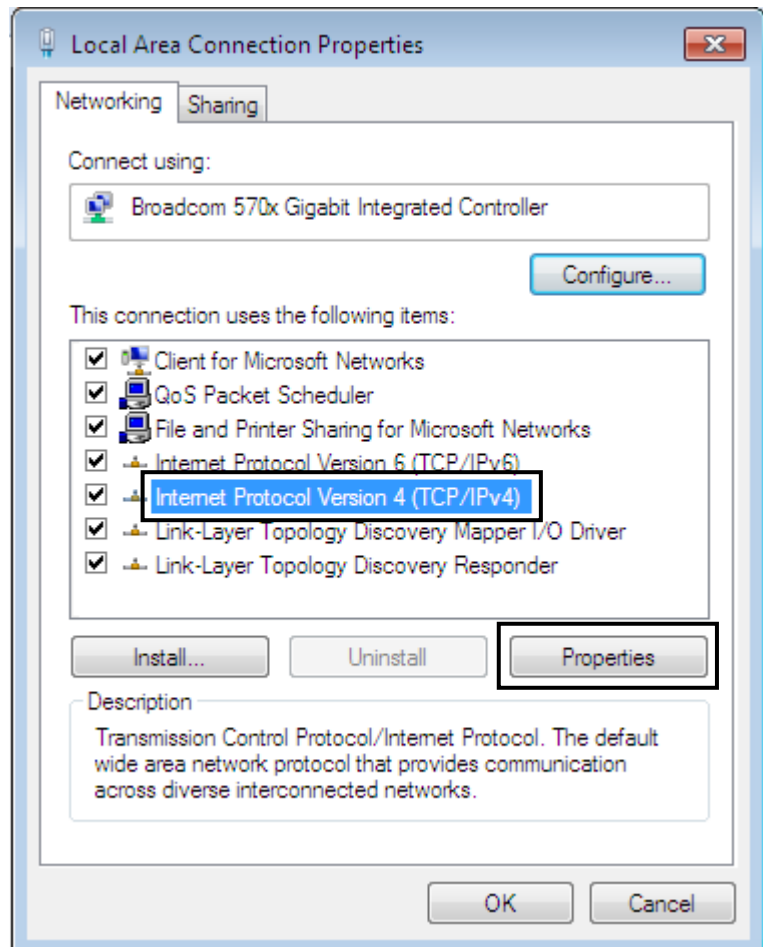 Local Area Connection Properties
Networking
Sharing
Connect using:
Broadcom 570x Gigabit Integrated Controller
Configure...
This connection uses the following items:
Client for Microsoft Networks
QoS Packet Scheduler
File and Printer Sharing for Microsoft Networks
Internet Protocol Version 6 (TCP/IPv6)
Internet Protocol Version 4 (TCP/IPv4)
Link-Layer Topology Discovery Mapper I/O Driver
Link-Layer Topology Discovery Responder
Install...
Uninstall
Properties
Description
Transmission Control Protocol/Internet Protocol. The default
wide area network protocol that provides communication
across diverse interconnected networks.
OK
Cancel